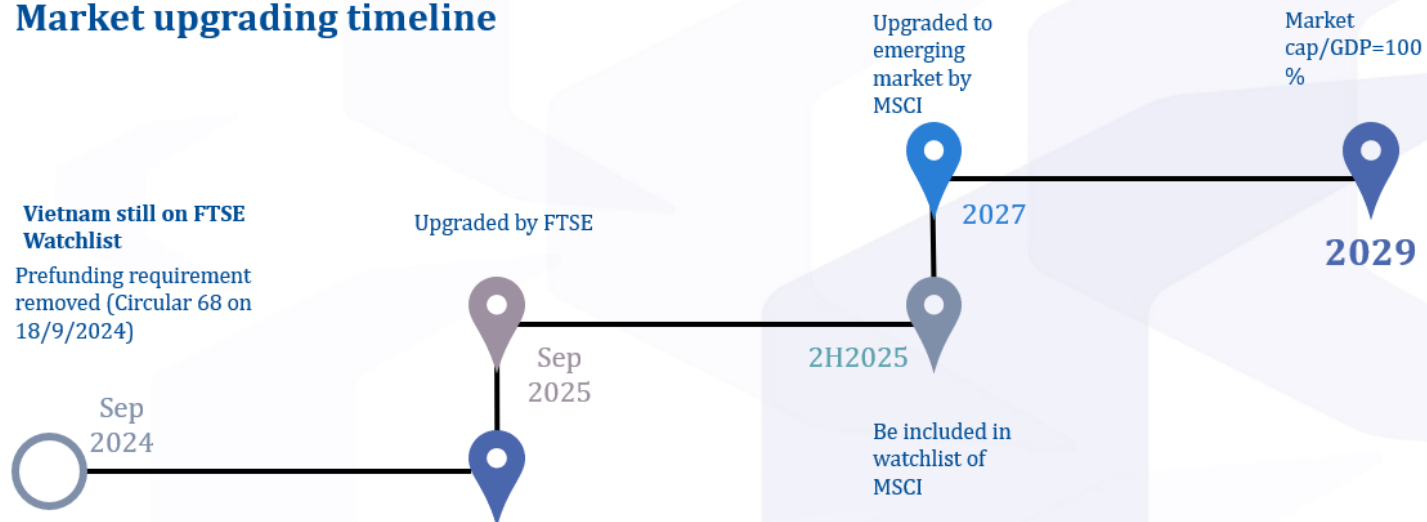 Market upgrading timeline
Vietnam still on FTSE
Watchlist
Prefunding requirement
removed (Circular 68 on
18/9/2024)
Sep
2024
Upgraded by FTSE
Sep
2025
Upgraded to
emerging
market by
MSCI
2027
2H2025
Be included in
watchlist of
MSCI
Market
cap/GDP=100
%
2029